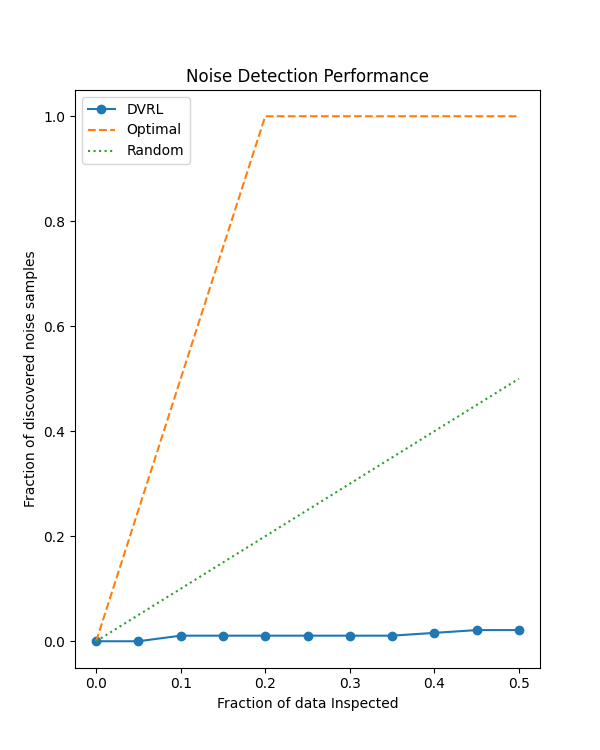 Noise Detection Performance
DVRL
Optimal
Random
Fraction of discovered noise samples
1.0
0.8
0.6
0.4
0.2
0.0
0.0 0.1 0.2 0.3 0.4 0.5
Fraction of data Inspected